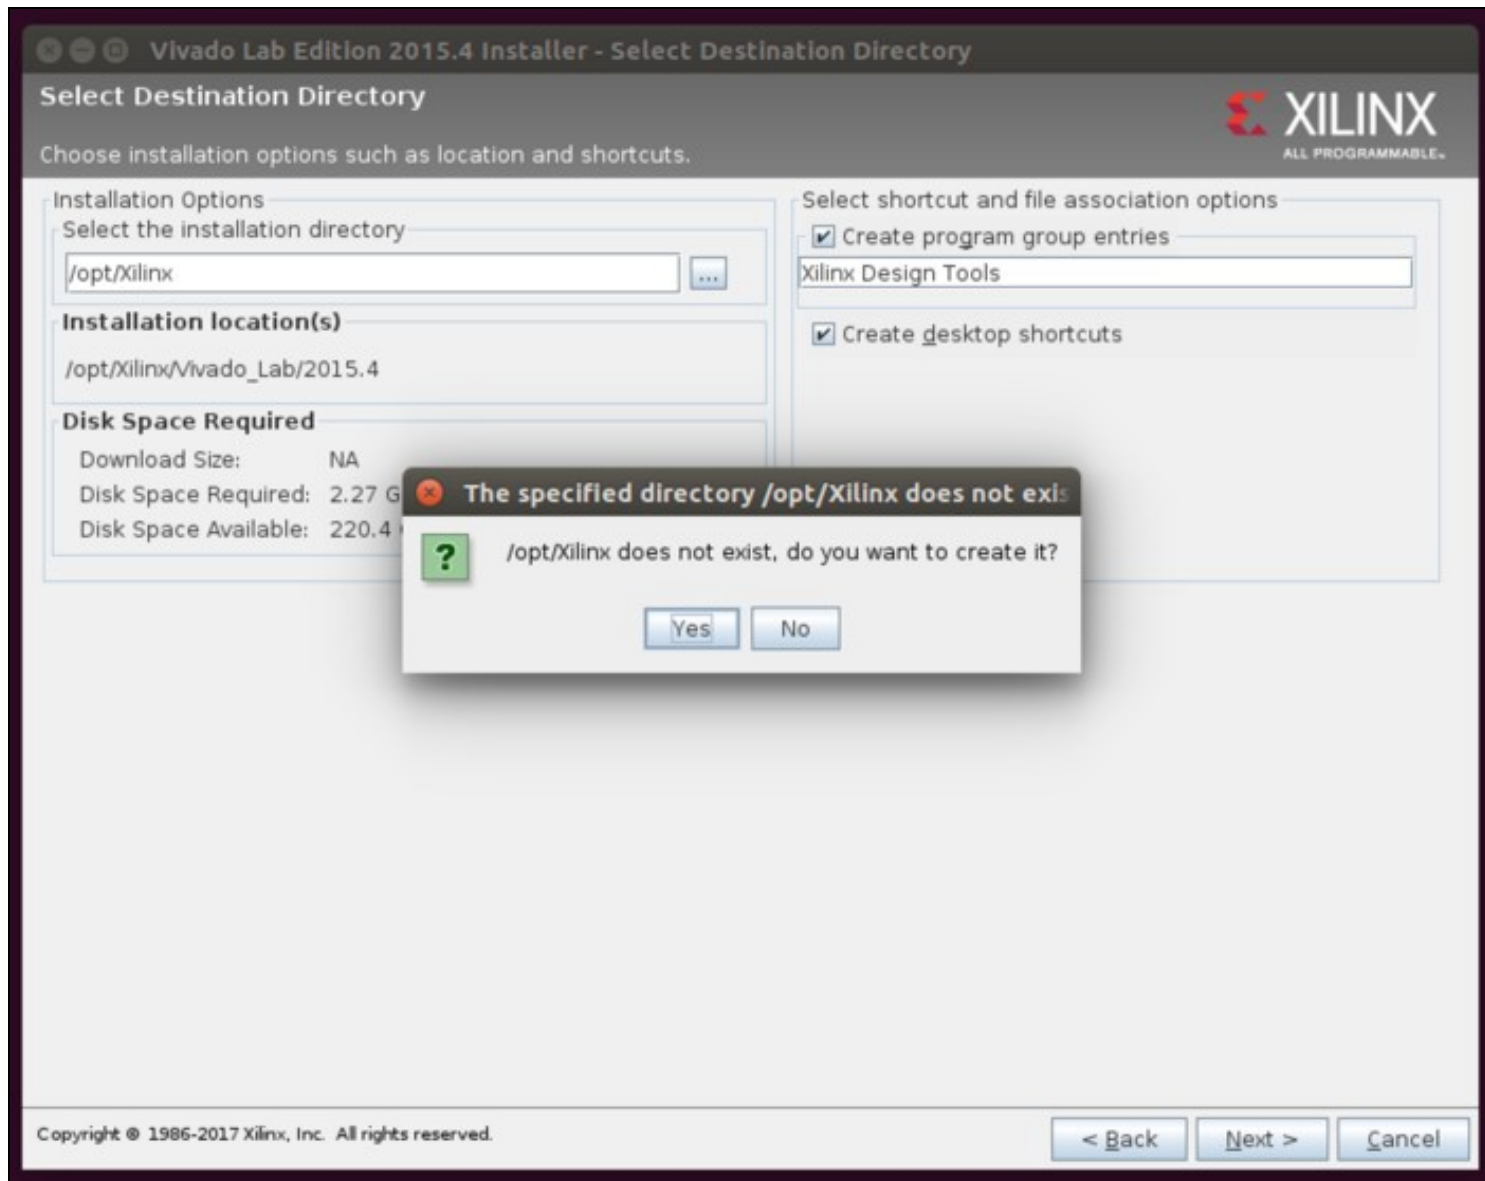 Vivado Lab Edition 2015.4 Installer - Select Destination Directory
Select Destination Directory
Choose installation options such as location and shortcuts.
XILINX
ALL PROGRAMMABLE.
Installation Options
Select the installation directory
/opt/Xilinx
...
Installation location(s)
/opt/Xilinx/Vivado_Lab/2015.4
Disk Space Required
Download Size: NA
Disk Space Required: 2.27 G
Disk Space Available: 220.4
Select shortcut and file association options
Create program group entries
Xilinx Design Tools
Create desktop shortcuts
The specified directory /opt/Xilinx does not exis
/opt/Xilinx does not exist, do you want to create it?
Yes No
Copyright © 1986-2017 Xilinx, Inc. All rights reserved.
< Back Next > Cancel